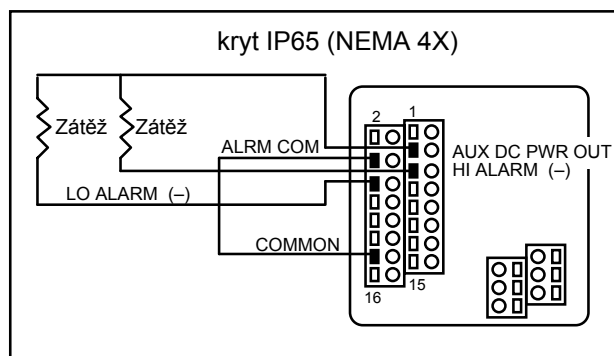 kryt IP65 (NEMA 4X)
2 1
Zátěž Zátěž
ALRM COM
AUX DC PWR OUT
HI ALARM (–)
LO ALARM (–)
COMMON
16 15